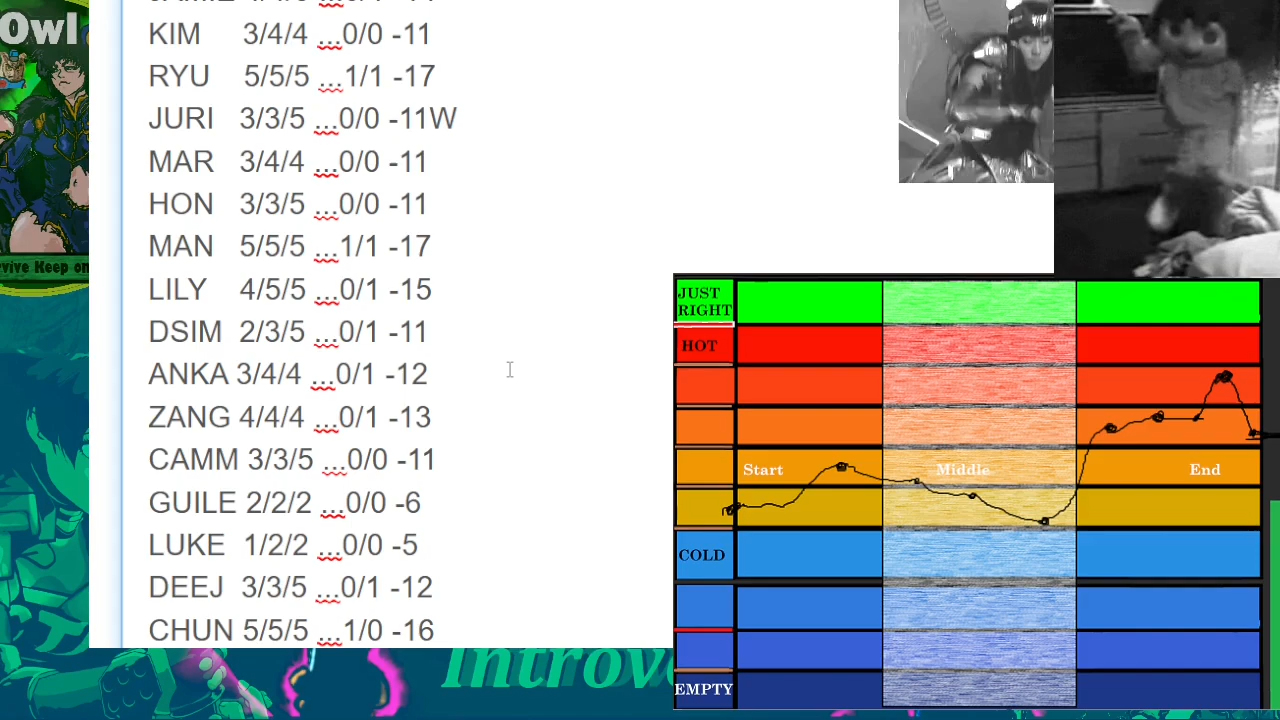 Owl
KIM 3/4/4 ...0/0 -11
RYU 5/5/5 ...1/1 -17
JURI 3/3/5 ...0/0 -11W
MAR 3/4/4 ...0/0 -11
HON 3/3/5 ...0/0 -11
MAN 5/5/5 ...1/1 -17
LILY 4/5/5 ...0/1 -15
DSIM 2/3/5 ...0/1 -11
ANKA 3/4/4 ...0/1 -12
ZANG 4/4/4 ...0/1 -13
CAMM 3/3/5 ...0/0 -11
GUILE 2/2/2 ...0/0 -6
LUKE 1/2/2 ...0/0 -5
DEEJ 3/3/5 ...0/1 -12
CHUN 5/5/5 ...1/0 -16
Keep on
JUST
RIGHT
HOT
Start Middle End
COLD
EMPTY